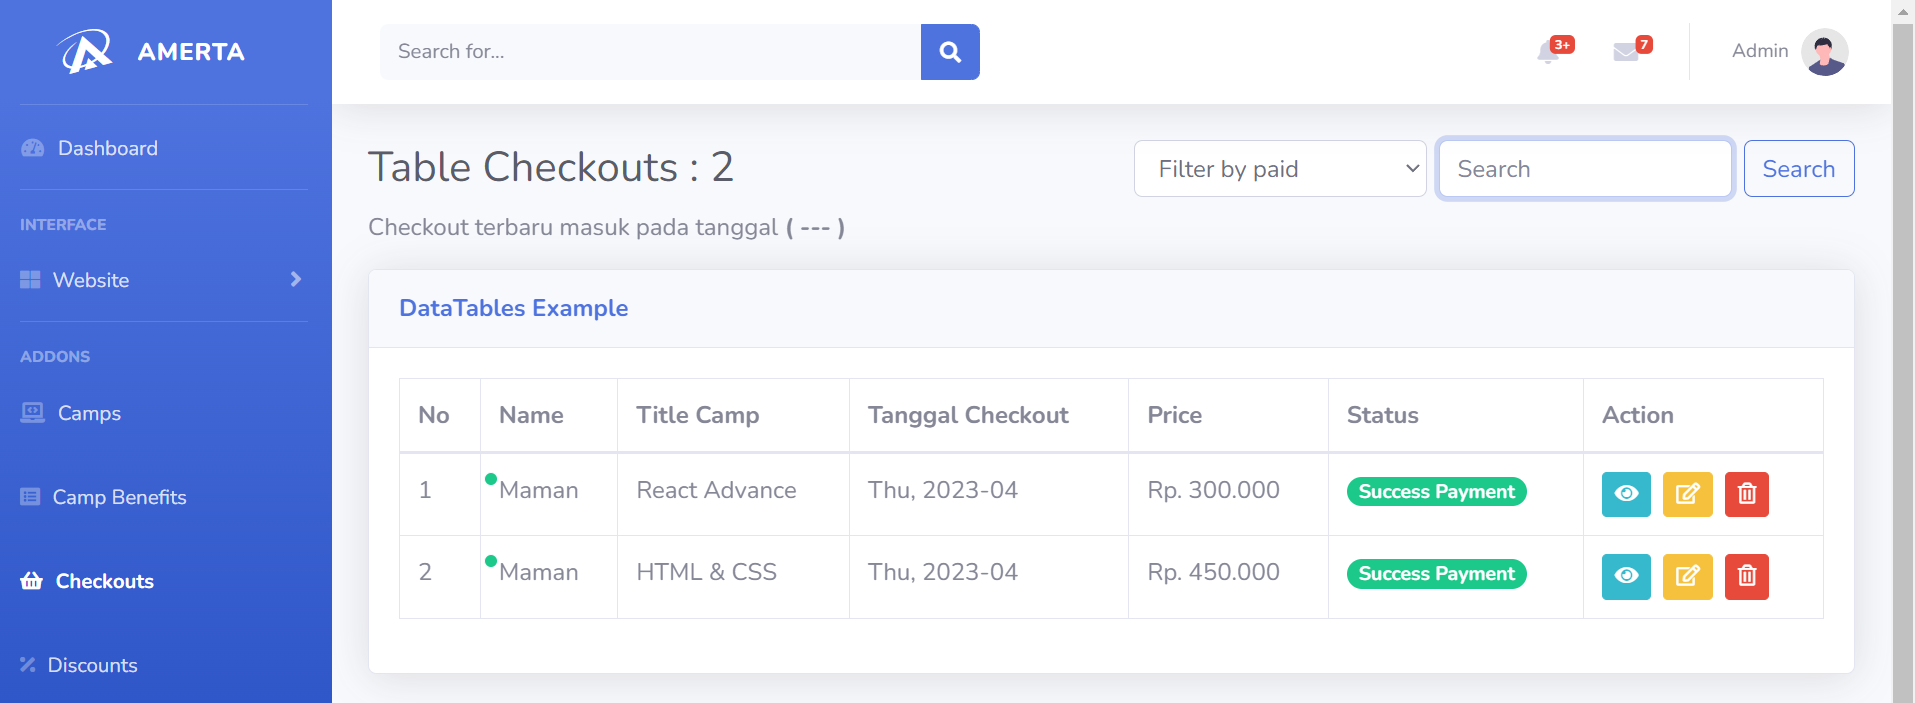 AMERTA
Search for...
3+
7
Admin
Dashboard
INTERFACE
Website
ADDONS
Camps
Camp Benefits
Checkouts
Discounts
Table Checkouts : 2
Filter by paid
Search
Search
Checkout terbaru masuk pada tanggal ( --- )
DataTables Example
No Name Title Camp Tanggal Checkout Price Status Action
1 Maman React Advance Thu, 2023-04 Rp. 300.000 Success Payment
2 Maman HTML & CSS Thu, 2023-04 Rp. 450.000 Success Payment